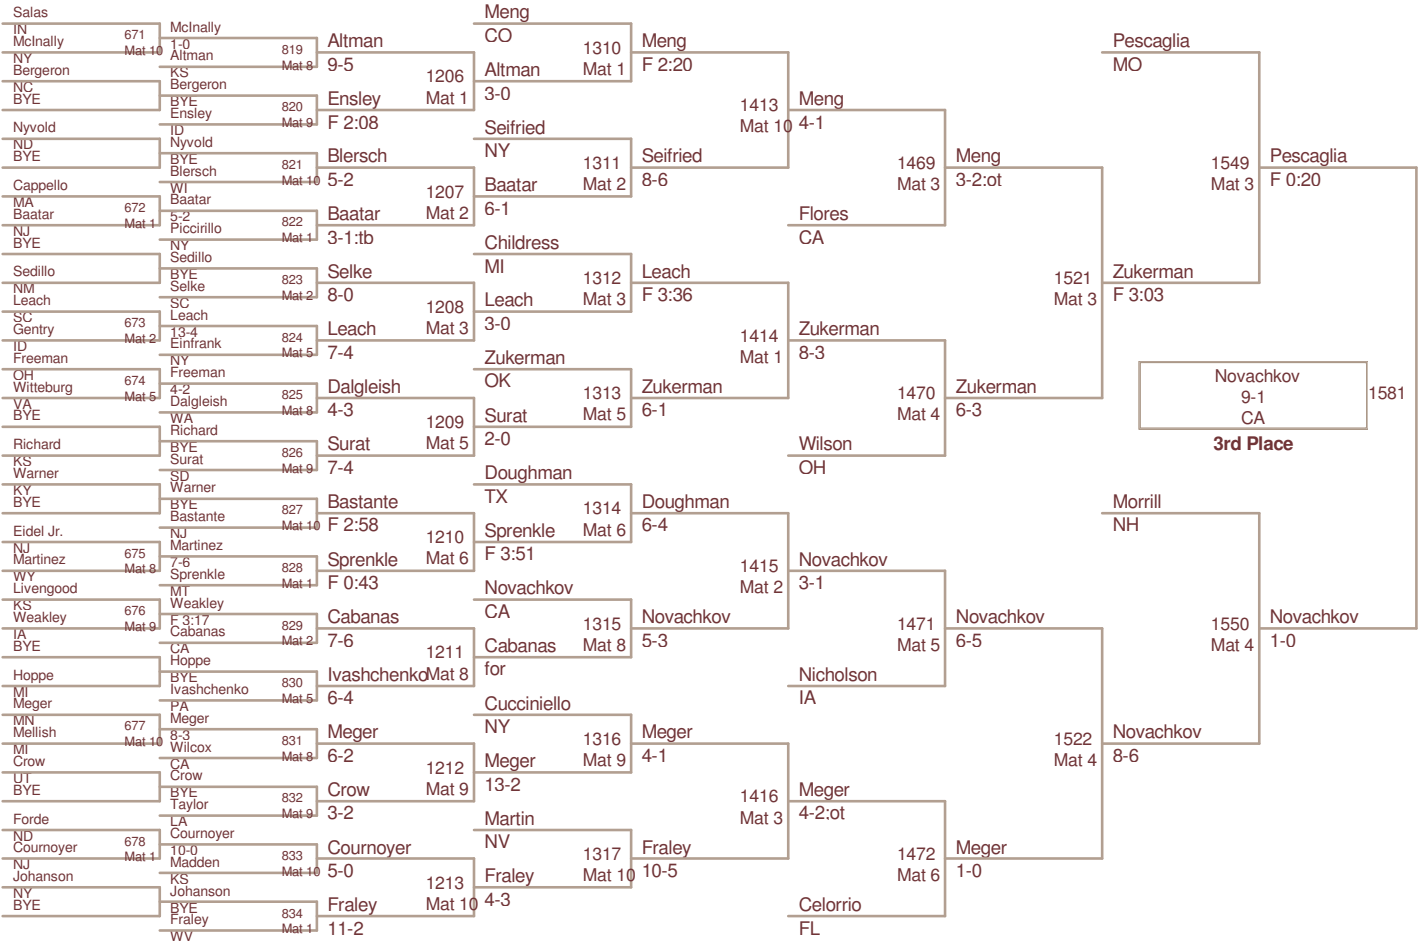 Salas
IN
McInally
671
Mat 10
NY
Bergeron
NC
BYE
Nyvold
ND
BYE
Cappello
MA
Baatar
672
Mat 1
NJ
BYE
Sedillo
NM
Leach
SC
Gentry
673
Mat 2
ID
Freeman
OH
Witteburg
674
Mat 5
VA
BYE
Richard
KS
Warner
KY
BYE
Eidel Jr.
NJ
Martinez
675
Mat 8
WY
Livengood
KS
Weakley
676
Mat 9
IA
BYE
Hoppe
MI
Meger
MN
Mellish
677
Mat 10
MI
Crow
UT
BYE
Forde
ND
Cournoyer
678
Mat 1
NJ
Johanson
NY
BYE
McInally
1-0
Altman
819
Mat 8
KS
Bergeron
BYE
Ensley
820
Mat 9
ID
Nyvold
BYE
Blersch
821
Mat 10
WI
Baatar
5-2
Piccirillo
822
Mat 1
NY
Sedillo
BYE
Selke
823
Mat 2
SC
Leach
13-4
Einfrank
824
Mat 5
NY
Freeman
4-2
Dalgleish
825
Mat 8
WA
Richard
BYE
Surat
826
Mat 9
SD
Warner
BYE
Bastante
827
Mat 10
NJ
Martinez
7-6
Sprenkle
828
Mat 1
MT
Weakley
F 3:17
Cabanas
829
Mat 2
CA
Hoppe
BYE
Ivashchenko
830
Mat 5
PA
Meger
8-3
Wilcox
831
Mat 8
CA
Crow
BYE
Taylor
832
Mat 9
LA
Cournoyer
10-0
Madden
833
Mat 10
KS
Johanson
BYE
Fraley
834
Mat 1
WV
Altman
9-5
1206
Mat 1
Ensley
F 2:08
Blersch
5-2
1207
Mat 2
Baatar
3-1:tb
Selke
8-0
1208
Mat 3
Leach
7-4
Dalgleish
4-3
1209
Mat 5
Surat
7-4
Bastante
F 2:58
1210
Mat 6
Sprenkle
F 0:43
Cabanas
7-6
1211
Mat 8
Ivashchenko
6-4
Meger
6-2
1212
Mat 9
Crow
3-2
Cournoyer
5-0
1213
Mat 10
Fraley
11-2
Meng
CO
1310
Mat 1
Altman
3-0
Seifried
NY
1311
Mat 2
Baatar
6-1
Childress
MI
1312
Mat 3
Leach
3-0
Zukerman
OK
1313
Mat 5
Surat
2-0
Doughman
TX
1314
Mat 6
Sprenkle
F 3:51
Novachkov
CA
1315
Mat 8
Cabanas
for
Cucciniello
NY
1316
Mat 9
Meger
13-2
Martin
NV
1317
Mat 10
Fraley
4-3
Meng
F 2:20
1413
Mat 10
Seifried
8-6
Leach
F 3:36
1414
Mat 1
Zukerman
6-1
Doughman
6-4
1415
Mat 2
Novachkov
5-3
Meger
4-1
1416
Mat 3
Fraley
10-5
Meng
4-1
1469
Mat 3
Flores
CA
Zukerman
8-3
1470
Mat 4
Wilson
OH
Novachkov
3-1
1471
Mat 5
Nicholson
IA
Meger
4-2:ot
1472
Mat 6
Celorrio
FL
Meng
3-2:ot
1521
Mat 3
Zukerman
6-3
Novachkov
6-5
1522
Mat 4
Meger
1-0
Pescaglia
MO
1549
Mat 3
Zukerman
F 3:03
Morrill
NH
1550
Mat 4
Novachkov
8-6
Pescaglia
F 0:20
Novachkov
9-1
CA
1581
3rd Place
Novachkov
1-0